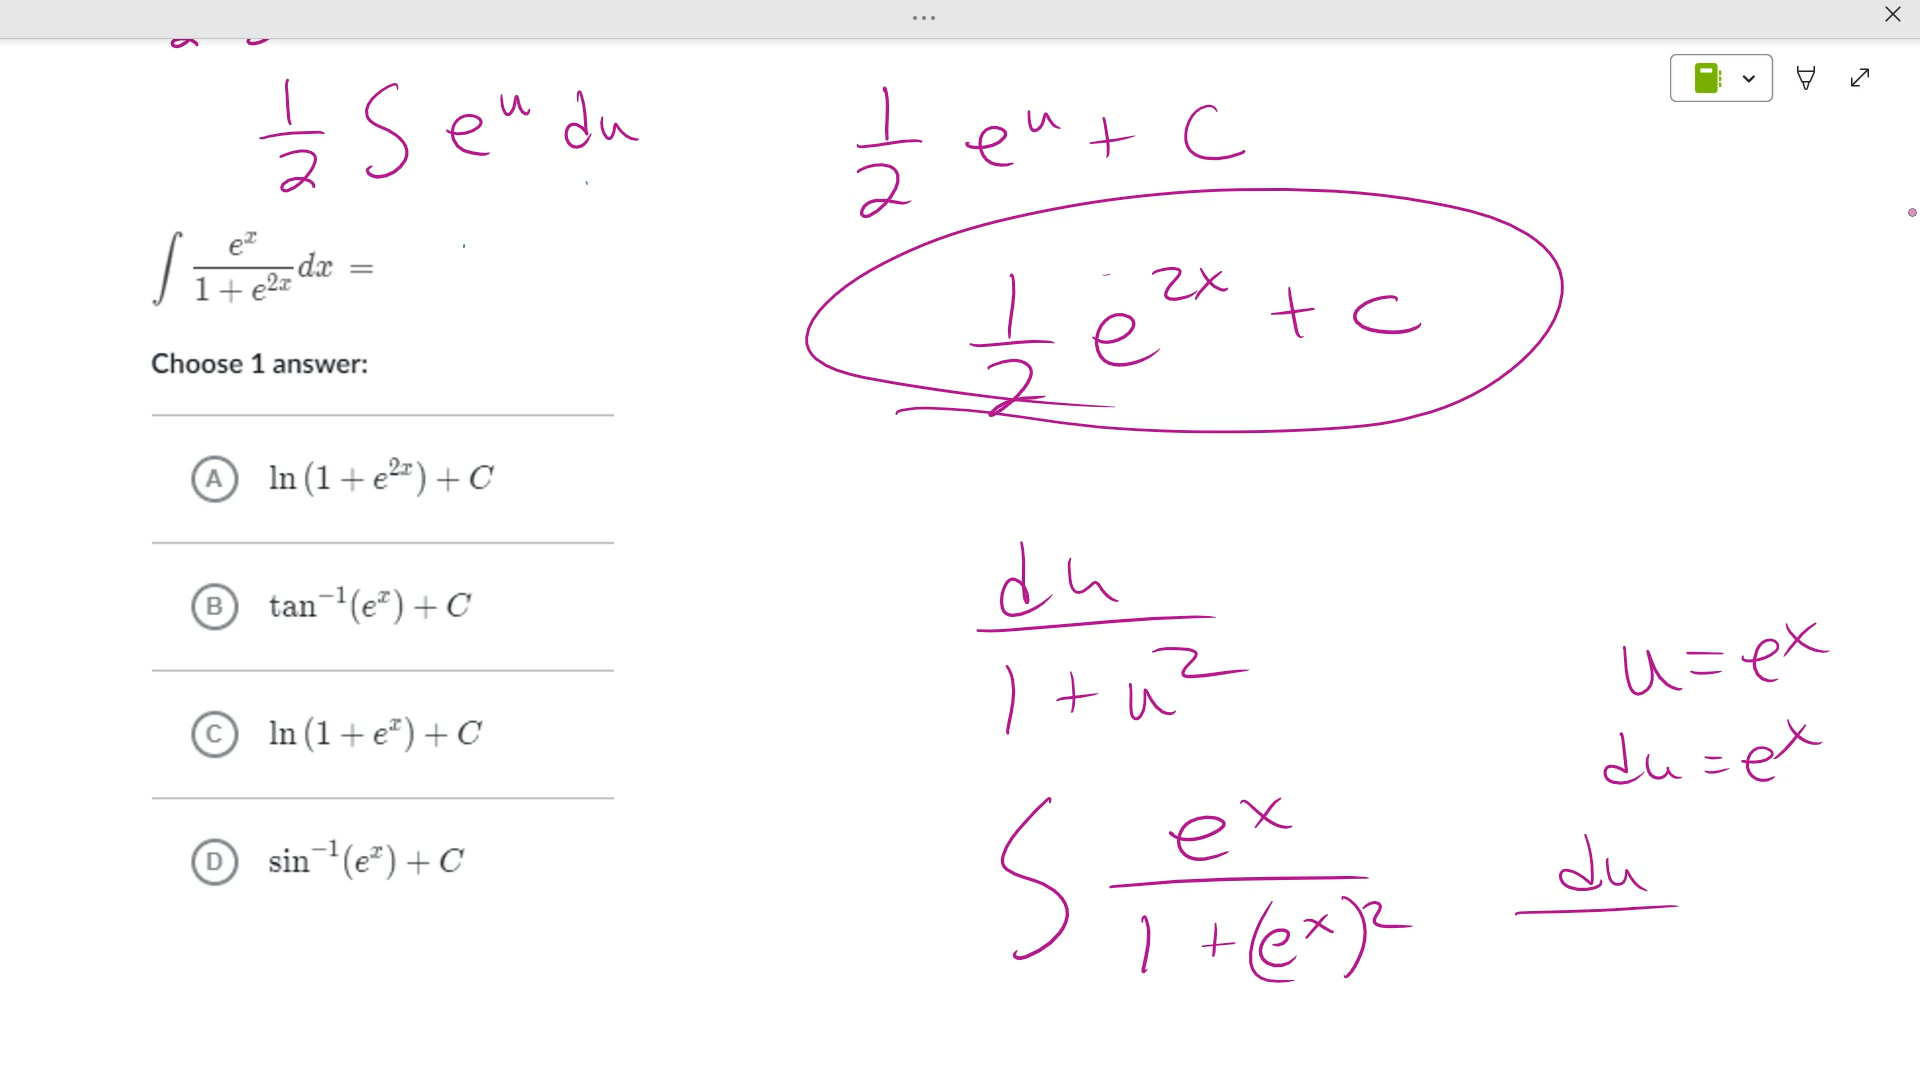 1/2 ∫ e^u du
1/2 e^u + C
∫ e^x/(1 + e^{2x}) dx =
1/2 e^{2x} + C
Choose 1 answer:
A ln (1 + e^{2x}) + C
B tan^{-1}(e^x) + C
C ln (1 + e^x) + C
D sin^{-1}(e^x) + C
du/(1 + u^2)
u = e^x
du = e^x
∫ e^x/(1 + (e^x)^2)
du